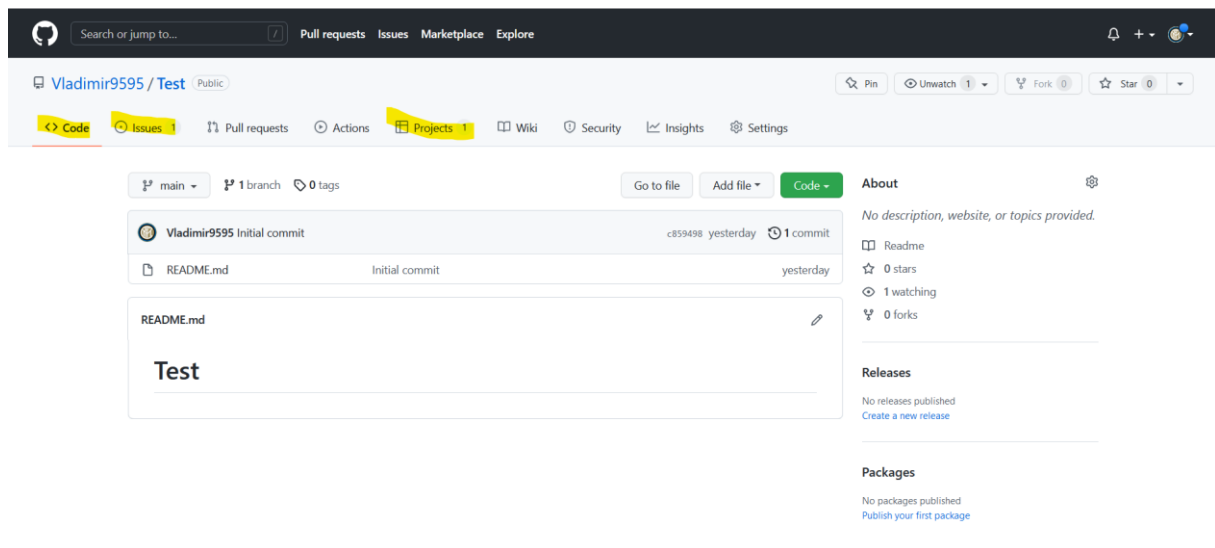 Search or jump to... / Pull requests Issues Marketplace Explore
Vladimir9595 / Test Public Pin Unwatch 1 Fork 0 Star 0
<> Code Issues 1 Pull requests Actions Projects 1 Wiki Security Insights Settings
main 1 branch 0 tags Go to file Add file Code
Vladimir9595 Initial commit c859498 yesterday 1 commit
README.md Initial commit yesterday
README.md
Test
About
No description, website, or topics provided.
Readme
0 stars
1 watching
0 forks
Releases
No releases published
Create a new release
Packages
No packages published
Publish your first package